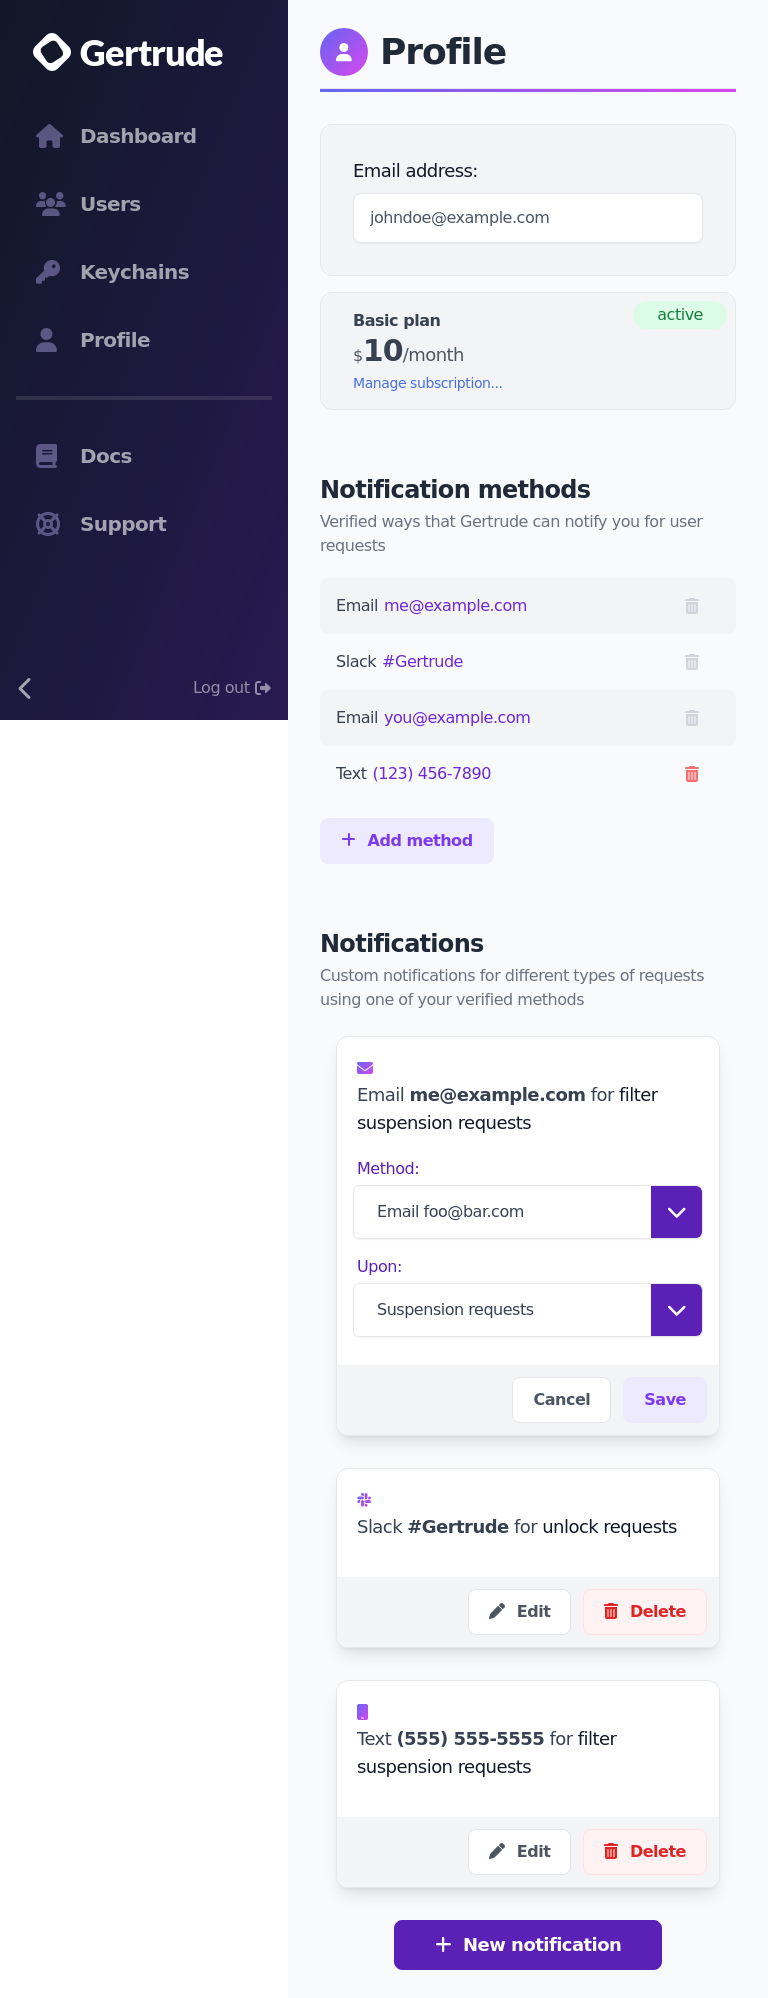 Gertrude
Dashboard
Users
Keychains
Profile
Docs
Support
Log out
Profile
Email address:
johndoe@example.com
Basic plan
active
$10/month
Manage subscription...
Notification methods
Verified ways that Gertrude can notify you for user
requests
Email me@example.com
Slack #Gertrude
Email you@example.com
Text (123) 456-7890
Add method
Notifications
Custom notifications for different types of requests
using one of your verified methods
Email me@example.com for filter
suspension requests
Method:
Email foo@bar.com
Upon:
Suspension requests
Cancel Save
Slack #Gertrude for unlock requests
Edit Delete
Text (555) 555-5555 for filter
suspension requests
Edit Delete
New notification